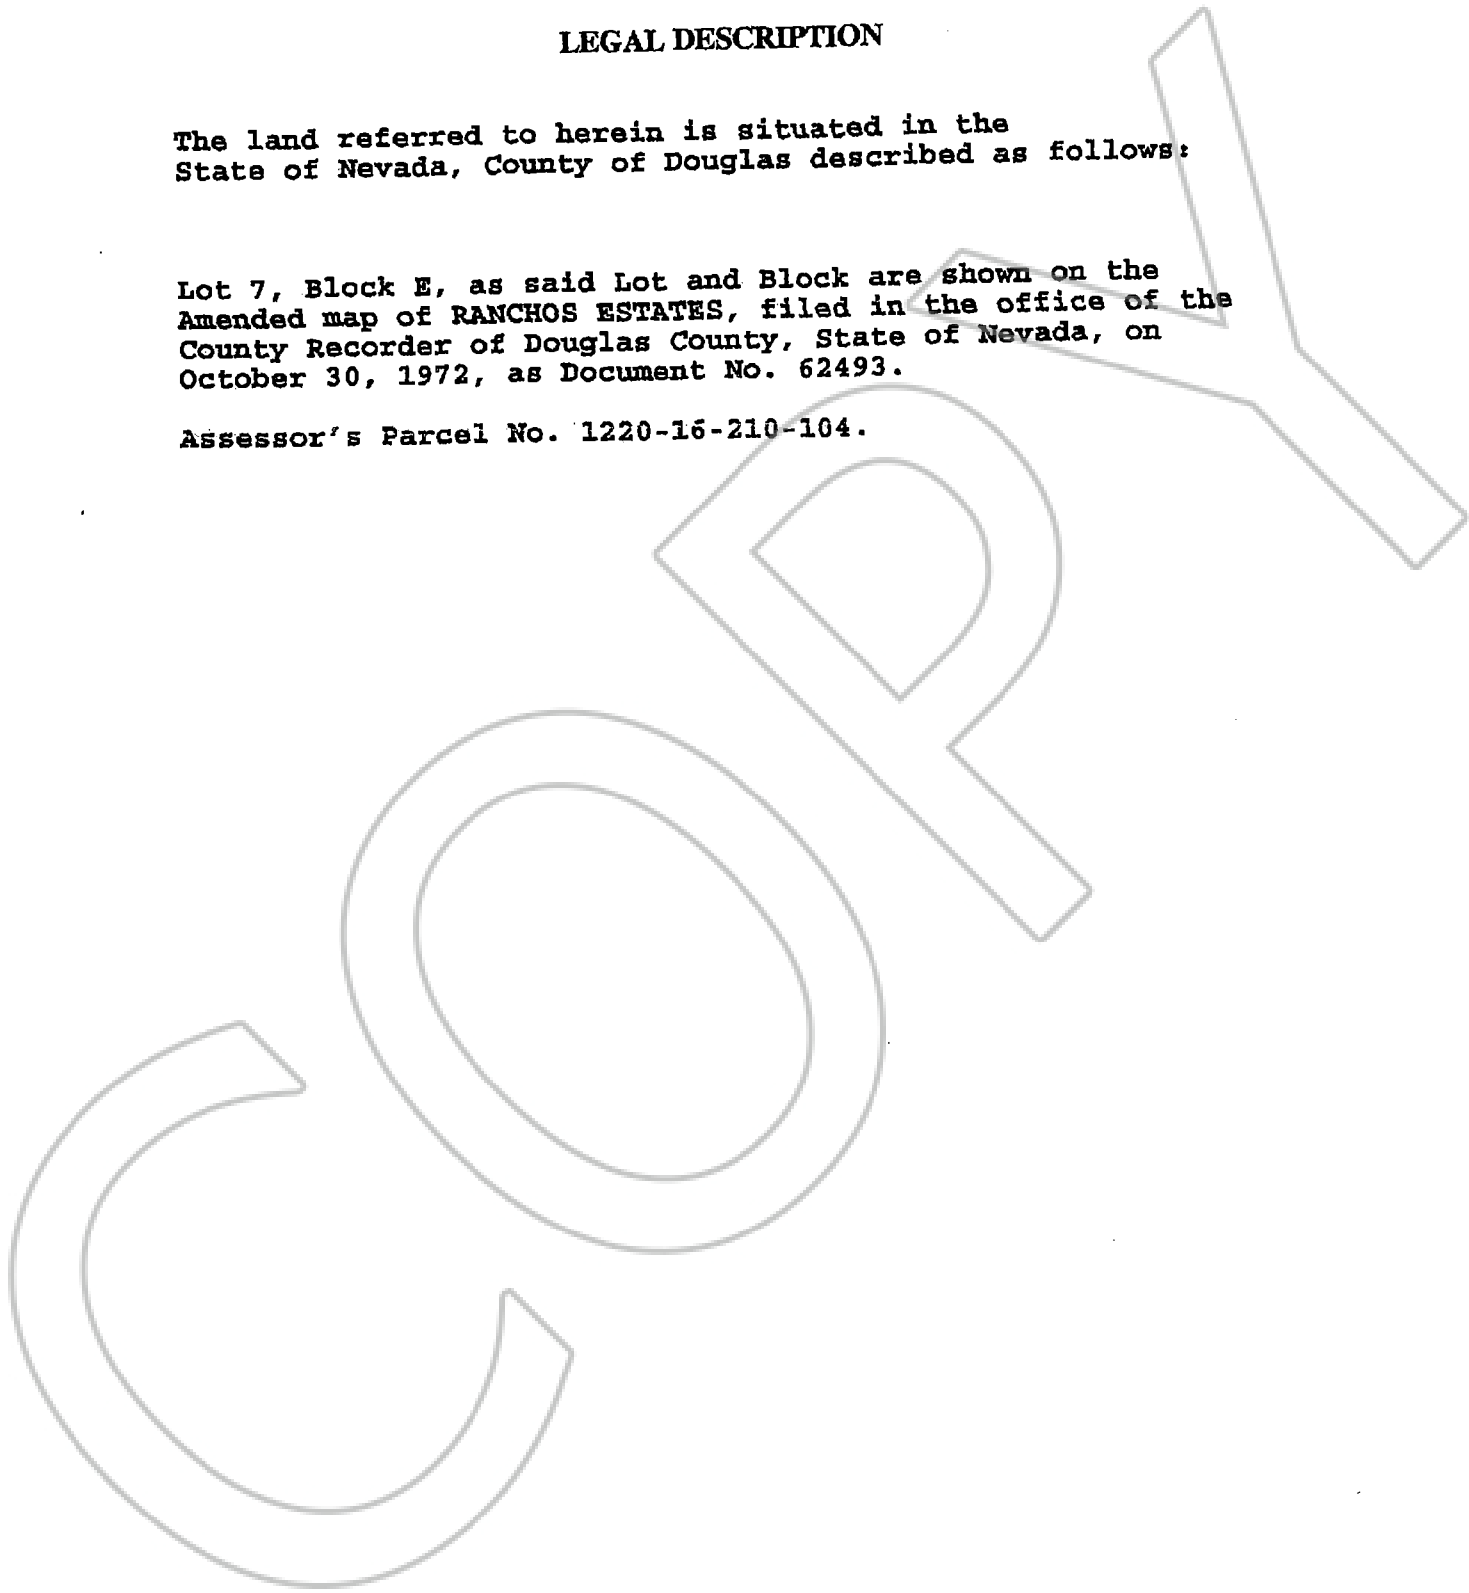 LEGAL DESCRIPTION
The land referred to herein is situated in the
State of Nevada, County of Douglas described as follows:
Lot 7, Block E, as said Lot and Block are shown on the
Amended map of RANCHOS ESTATES, filed in the office of the
County Recorder of Douglas County, State of Nevada, on
October 30, 1972, as Document No. 62493.
Assessor's Parcel No. 1220-16-210-104.
COPY